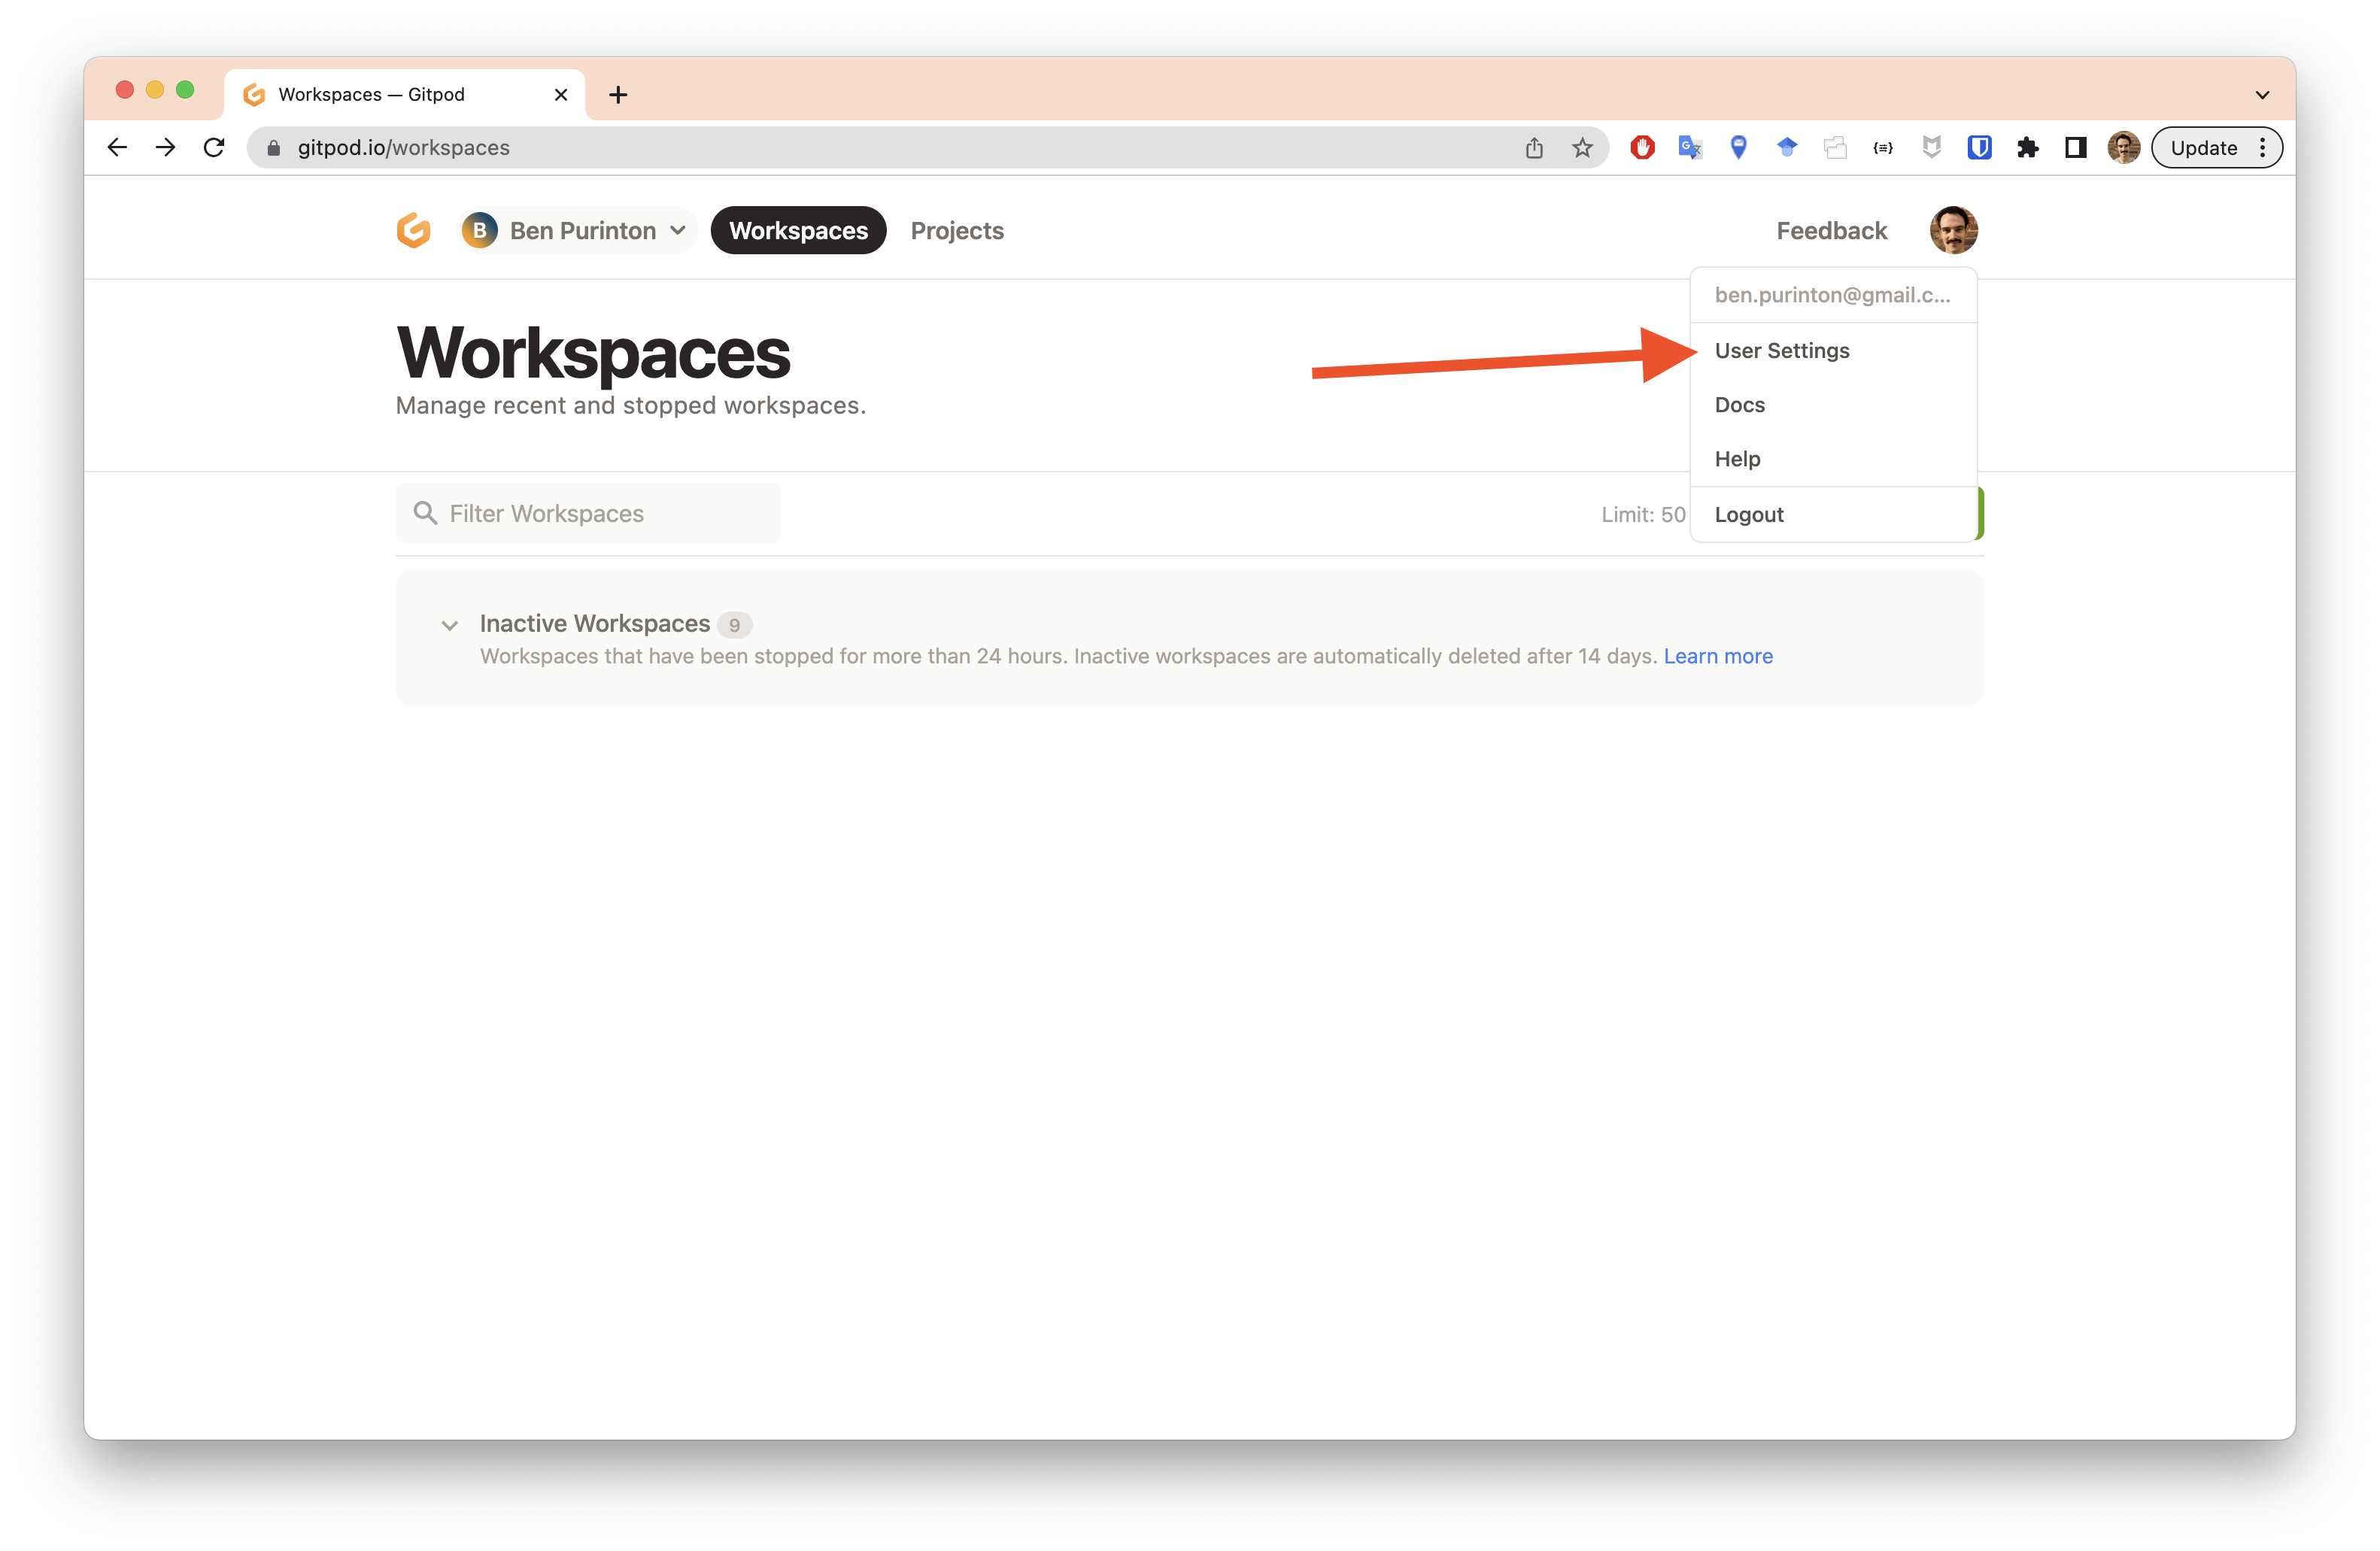 Workspaces — Gitpod
gitpod.io/workspaces
Update
B Ben Purinton
Workspaces
Projects
Feedback
ben.purinton@gmail.c...
Workspaces
User Settings
Manage recent and stopped workspaces.
Docs
Help
Filter Workspaces
Limit: 50
Logout
Inactive Workspaces 9
Workspaces that have been stopped for more than 24 hours. Inactive workspaces are automatically deleted after 14 days. Learn more